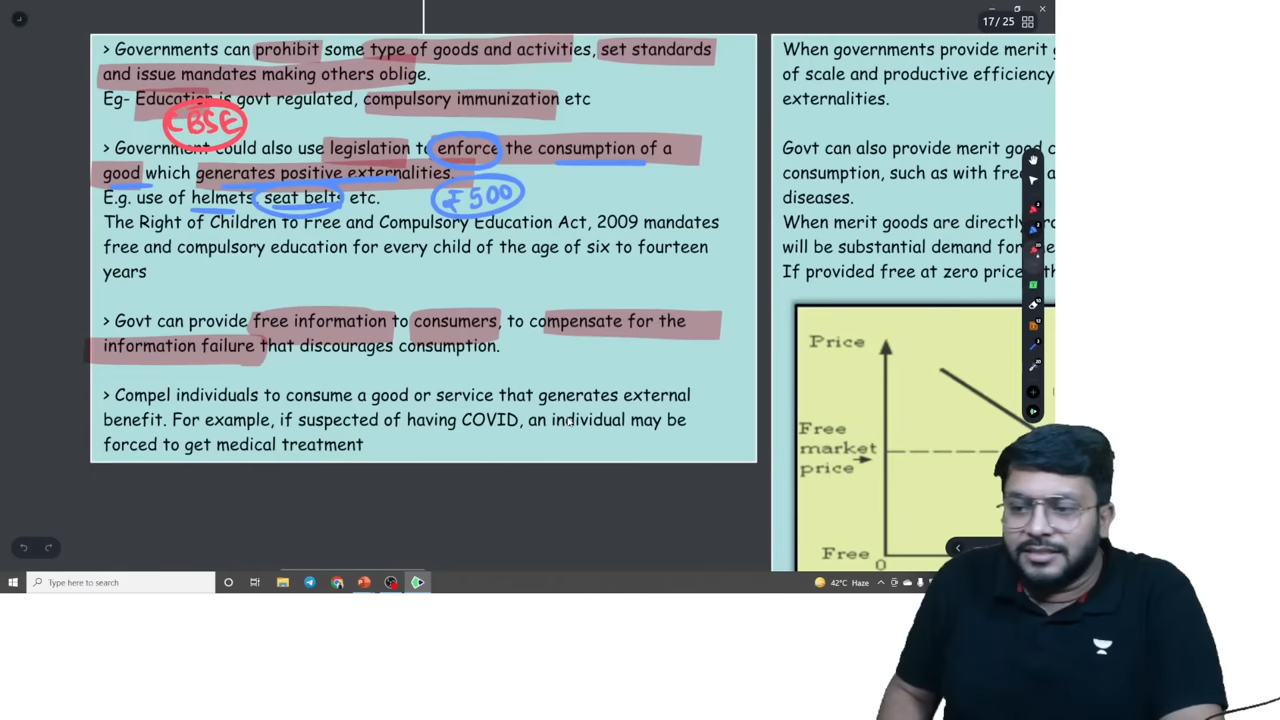 17 / 25
> Governments can prohibit some type of goods and activities, set standards
and issue mandates making others oblige.
Eg- Education is govt regulated, compulsory immunization etc
CBSE
> Government could also use legislation to enforce the consumption of a
good which generates positive externalities.
E.g. use of helmets, seat belts etc.
₹500
The Right of Children to Free and Compulsory Education Act, 2009 mandates
free and compulsory education for every child of the age of six to fourteen
years
> Govt can provide free information to consumers, to compensate for the
information failure that discourages consumption.
> Compel individuals to consume a good or service that generates external
benefit. For example, if suspected of having COVID, an individual may be
forced to get medical treatment
When governments provide merit
of scale and productive efficiency
externalities.
Govt can also provide merit good
consumption, such as with free
diseases.
When merit goods are directly
will be substantial demand for
If provided free at zero price
Price
Free
market
price
Free
0
Type here to search
42°C Haze